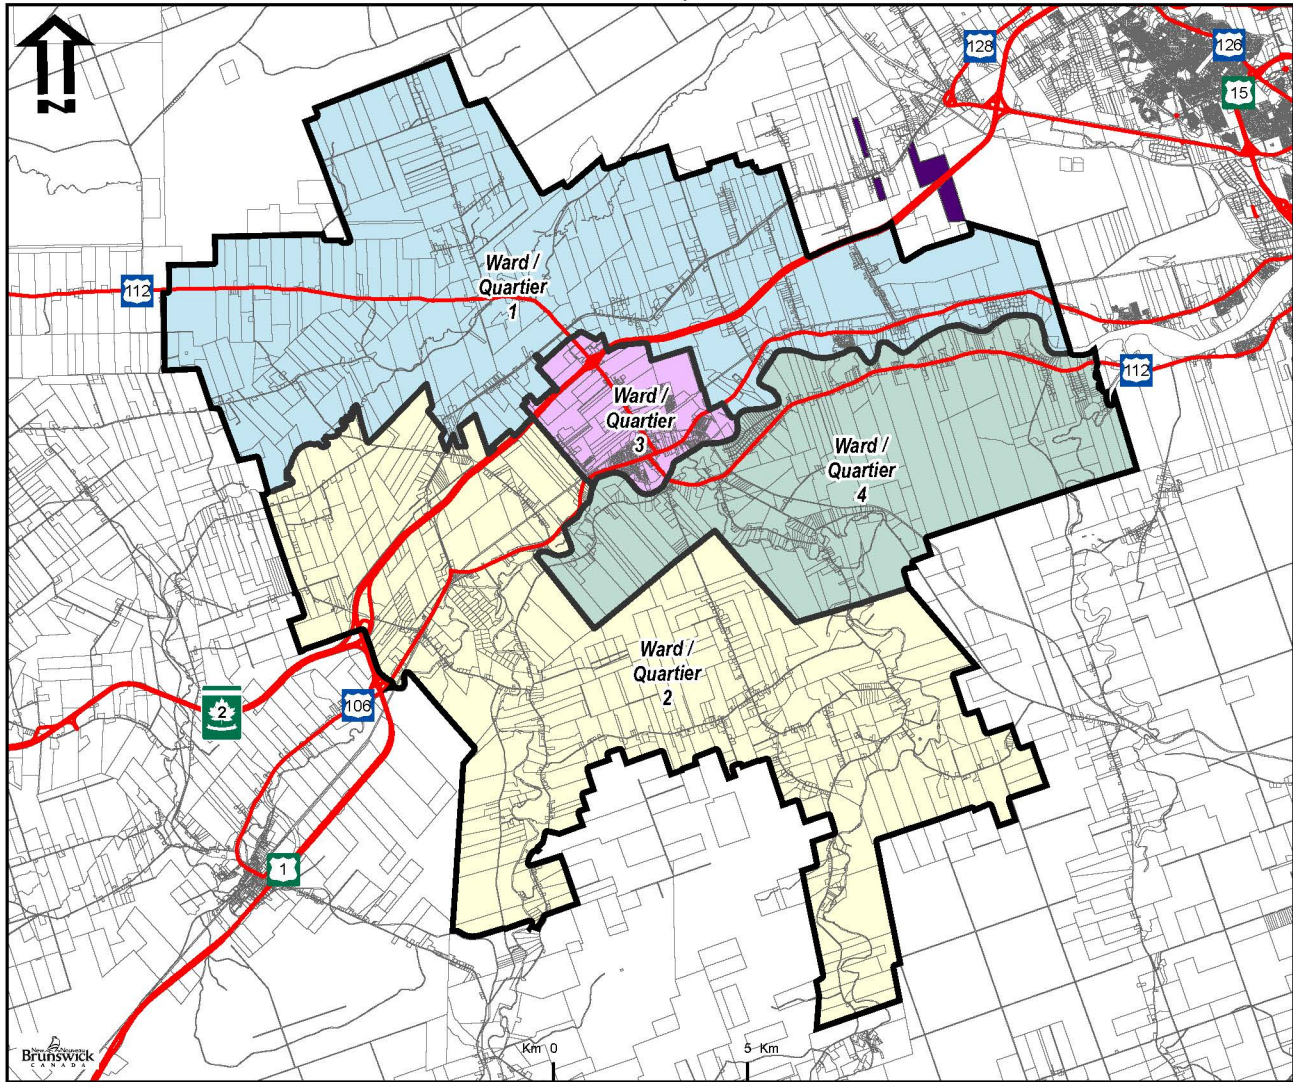 N
128
126
15
112
Ward /
Quartier
1
112
Ward /
Quartier
3
Ward /
Quartier
4
Ward /
Quartier
2
2
106
1
New Nouveau
Brunswick
CANADA
Km 0
5 Km